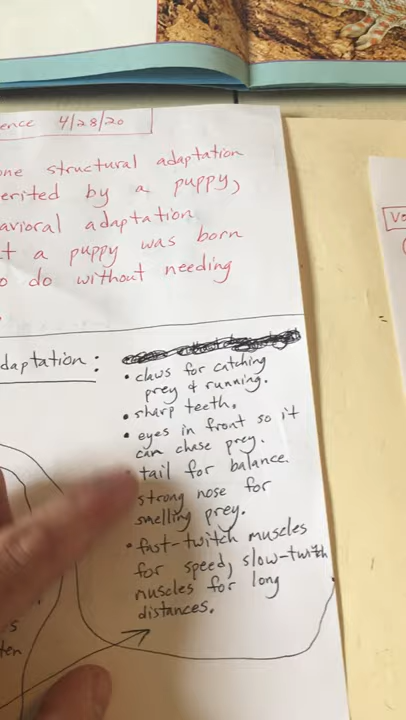 ence 4/28/20
one structural adaptation
erited by a puppy,
avioral adaptation
t a puppy was born
o do without needing
daptation:
• claws for catching
prey & running.
• sharp teeth.
• eyes in front so it
can chase prey.
• tail for balance.
strong nose for
smelling prey.
• fast-twitch muscles
for speed, slow-twitch
muscles for long
distances.
s
ten
Vo